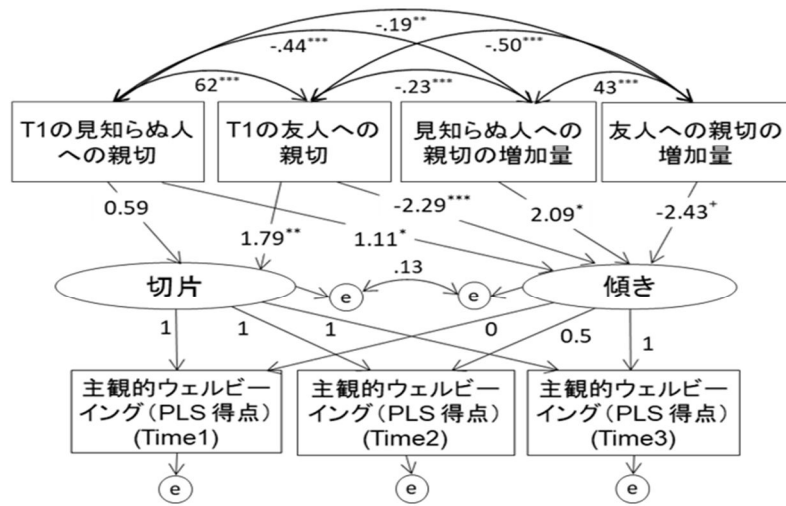 -.19**
-.44***
-.50***
62***
-.23***
43***
T1の見知らぬ人
への親切
T1の友人への
親切
見知らぬ人への
親切の増加量
友人への親切の
増加量
0.59
1.79**
1.11*
-2.29***
2.09*
-2.43+
切片
e
.13
e
傾き
1
1
1
0
0.5
1
主観的ウェルビー
イング(PLS 得点)
(Time1)
主観的ウェルビー
イング(PLS 得点)
(Time2)
主観的ウェルビー
イング(PLS 得点)
(Time3)
e
e
e